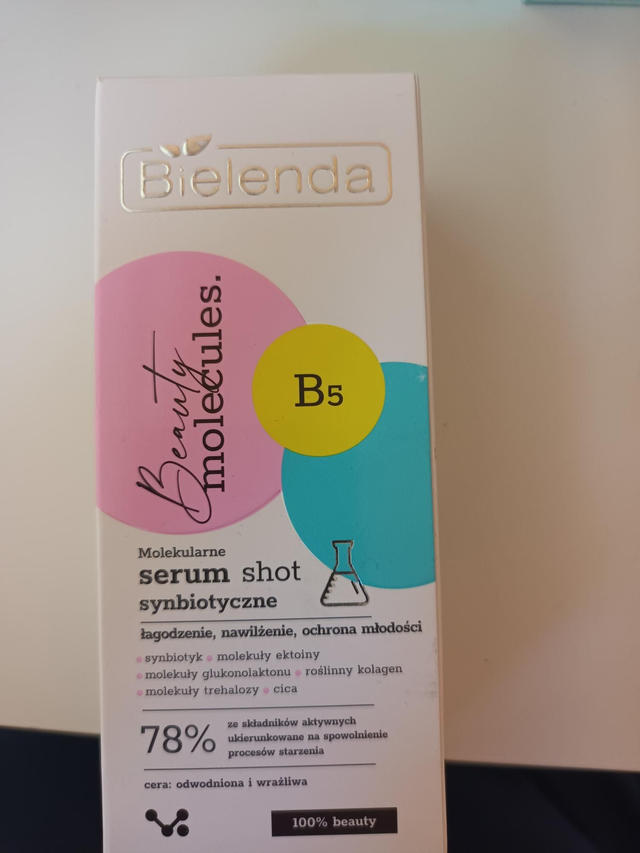 Bielenda
Beauty
molecules.
B5
Molekularne
serum shot
synbiotyczne
łagodzenie, nawilżenie, ochrona młodości
synbiotyk • molekuły ektoiny
• molekuły glukonolaktonu • roślinny kolagen
• molekuły trehalozy • cica
78%
ze składników aktywnych
ukierunkowane na spowolnienie
procesów starzenia
cera: odwodniona i wrażliwa
100% beauty